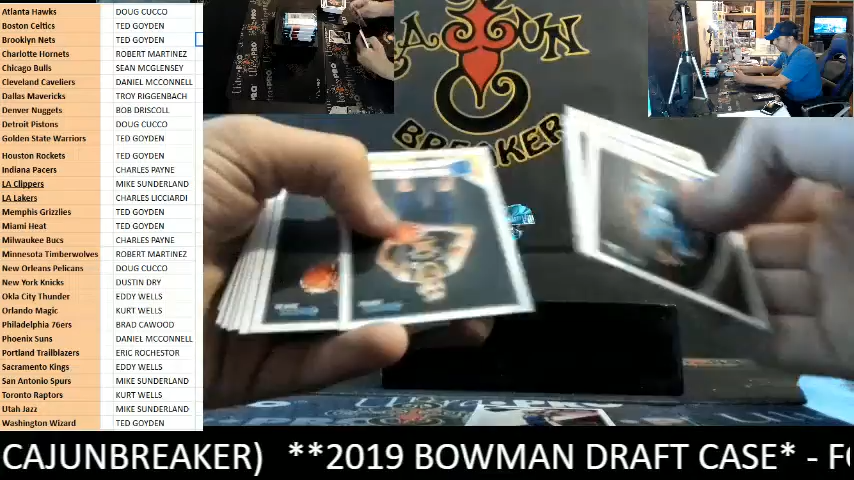 Atlanta Hawks DOUG CUCCO
Boston Celtics TED GOYDEN
Brooklyn Nets TED GOYDEN
Charlotte Hornets ROBERT MARTINEZ
Chicago Bulls SEAN MCGLENSEY
Cleveland Cavaliers DANIEL MCCONNELL
Dallas Mavericks TROY RIGGENBACH
Denver Nuggets BOB DRISCOLL
Detroit Pistons DOUG CUCCO
Golden State Warriors TED GOYDEN
Houston Rockets TED GOYDEN
Indiana Pacers CHARLES PAYNE
LA Clippers MIKE SUNDERLAND
LA Lakers CHARLES LICCIARDI
Memphis Grizzlies TED GOYDEN
Miami Heat TED GOYDEN
Milwaukee Bucs CHARLES PAYNE
Minnesota Timberwolves ROBERT MARTINEZ
New Orleans Pelicans DOUG CUCCO
New York Knicks DUSTIN DRY
Okla City Thunder EDDY WELLS
Orlando Magic KURT WELLS
Philadelphia 76ers BRAD CAWOOD
Phoenix Suns DANIEL MCCONNELL
Portland Trailblazers ERIC ROCHESTOR
Sacramento Kings EDDY WELLS
San Antonio Spurs MIKE SUNDERLAND
Toronto Raptors KURT WELLS
Utah Jazz MIKE SUNDERLAND
Washington Wizard TED GOYDEN
BREAKER
CAJUNBREAKER) **2019 BOWMAN DRAFT CASE* - F